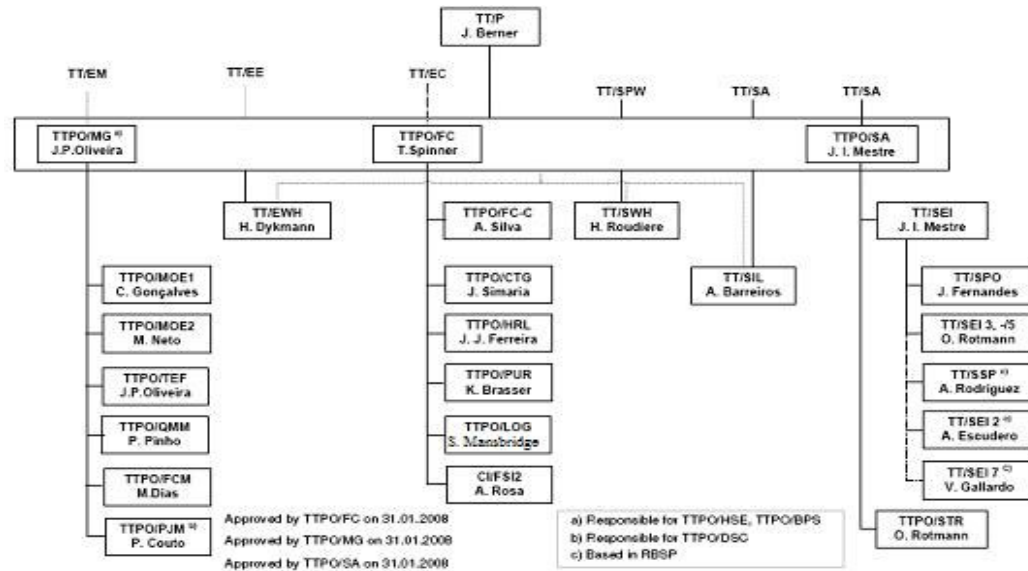 TT/P
J. Berner
TT/EM
TT/EE
TT/EC
TT/SPW
TT/SA
TT/SA
TTPO/MG a)
J.P.Oliveira
TTPO/FC
T.Spinner
TTPO/SA
J. I. Mestre
TT/EWH
H. Dykmann
TTPO/FC-C
A. Silva
TT/SWH
H. Roudiere
TT/SEI
J. I. Mestre
TTPO/MOE1
C. Gonçalves
TTPO/CTG
J. Simaria
TT/SIL
A. Barreiros
TT/SPO
J. Fernandes
TTPO/MOE2
M. Neto
TTPO/HRL
J. J. Ferreira
TT/SEI 3, -/5
O. Rotmann
TTPO/TEF
J.P.Oliveira
TTPO/PUR
K. Brasser
TT/SSP
A. Rodriguez
TTPO/QMM
P. Pinho
TTPO/LOG
S. Mansbridge
TT/SEI 2
A. Escudero
TTPO/FCM
M.Dias
CI/FSI2
A. Rosa
TT/SEI 7 c)
V. Gallardo
TTPO/PJM
P. Couto
Approved by TTPO/FC on 31.01.2008
Approved by TTPO/MG on 31.01.2008
Approved by TTPO/SA on 31.01.2008
a) Responsible for TTPO/HSE, TTPO/BPS
b) Responsible for TTPO/DSC
c) Based in RBSP
TTPO/STR
O. Rotmann